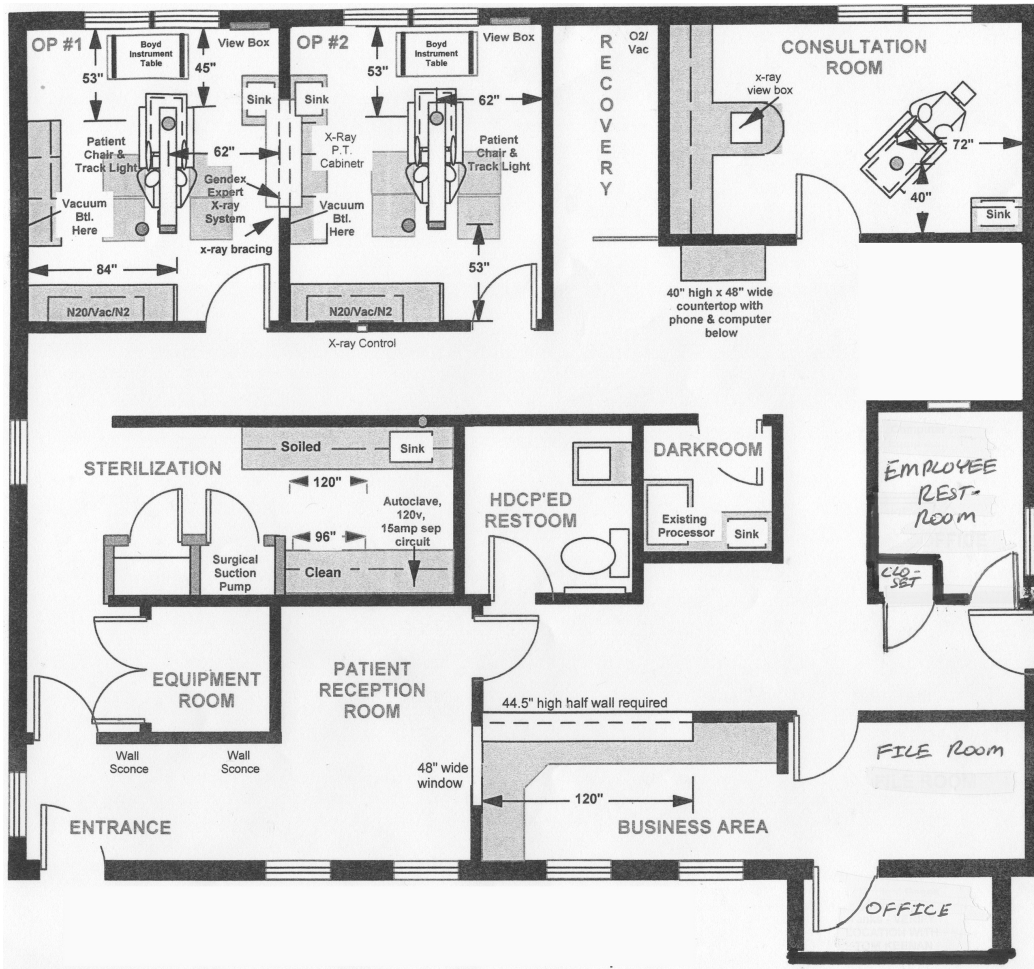 OP #1
Boyd
Instrument
Table
View Box
53"
45"
Sink
Patient
Chair &
Track Light
62"
Gendex
Expert
X-ray
System
Vacuum
Btl.
Here
x-ray bracing
84"
N20/Vac/N2
OP #2
Boyd
Instrument
Table
View Box
53"
62"
Sink
X-Ray
P.T.
Cabinetr
Patient
Chair &
Track Light
Vacuum
Btl.
Here
53"
N20/Vac/N2
X-ray Control
RECOVERY
O2/
Vac
CONSULTATION
ROOM
x-ray
view box
72"
40"
Sink
40" high x 48" wide
countertop with
phone & computer
below
STERILIZATION
Soiled
Sink
120"
Autoclave,
120v,
15amp sep
circuit
96"
Clean
Surgical
Suction
Pump
HDCP'ED
RESTOOM
DARKROOM
Existing
Processor
Sink
EMPLOYEE
REST-
ROOM
CLO-
SET
EQUIPMENT
ROOM
PATIENT
RECEPTION
ROOM
44.5" high half wall required
Wall
Sconce
Wall
Sconce
48" wide
window
120"
FILE ROOM
ENTRANCE
BUSINESS AREA
OFFICE